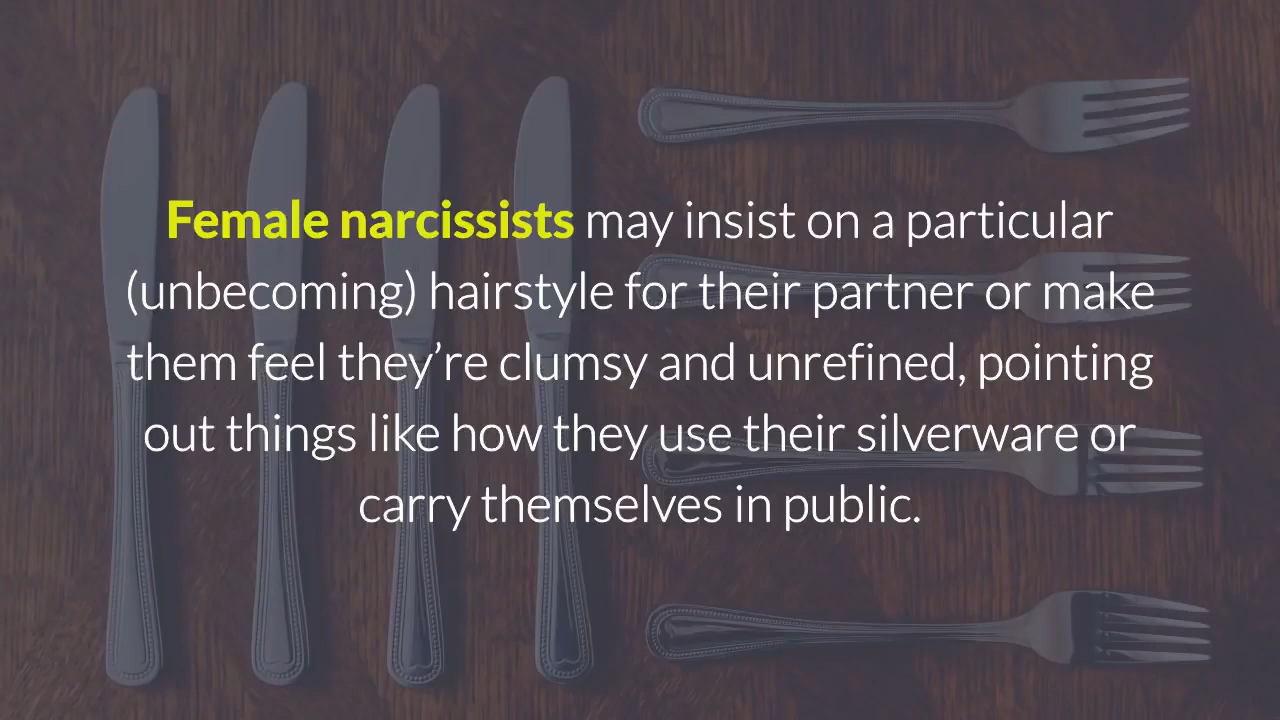 Female narcissists may insist on a particular
(unbecoming) hairstyle for their partner or make
them feel they’re clumsy and unrefined, pointing
out things like how they use their silverware or
carry themselves in public.